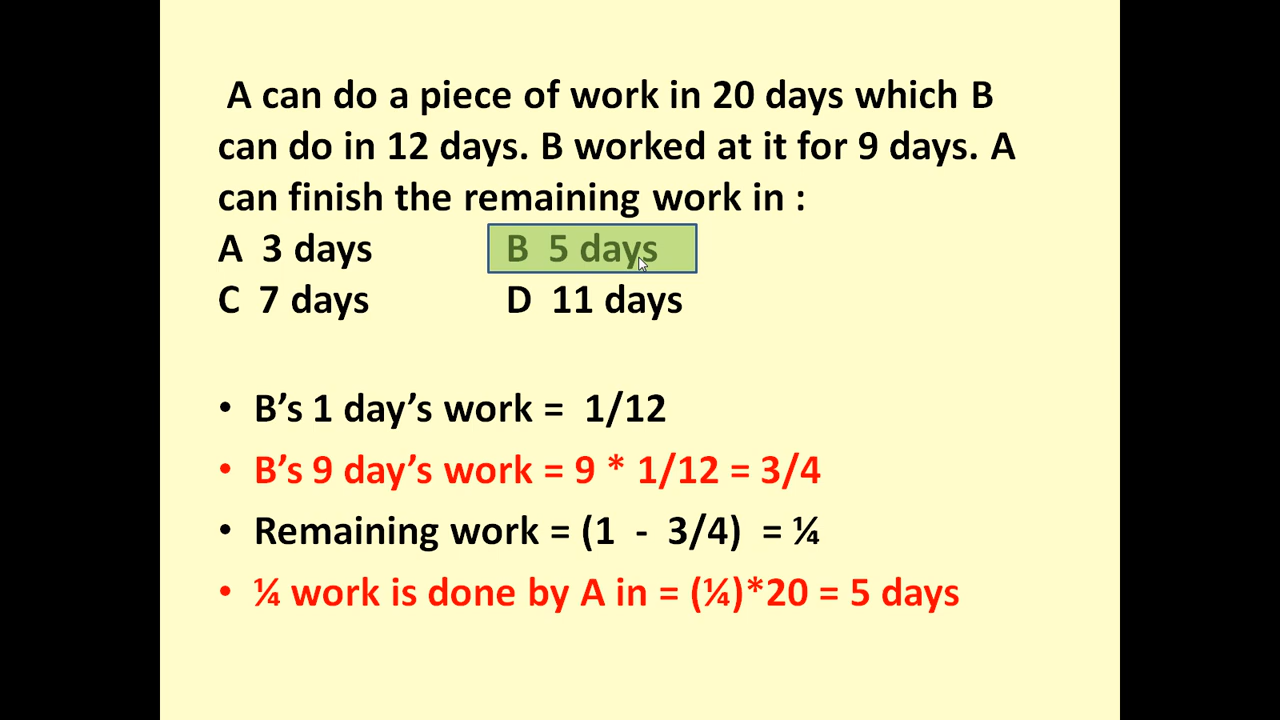 A can do a piece of work in 20 days which B
can do in 12 days. B worked at it for 9 days. A
can finish the remaining work in :
A 3 days B 5 days
C 7 days D 11 days
• B’s 1 day’s work = 1/12
• B’s 9 day’s work = 9 * 1/12 = 3/4
• Remaining work = (1 - 3/4) = ¼
• ¼ work is done by A in = (¼)*20 = 5 days